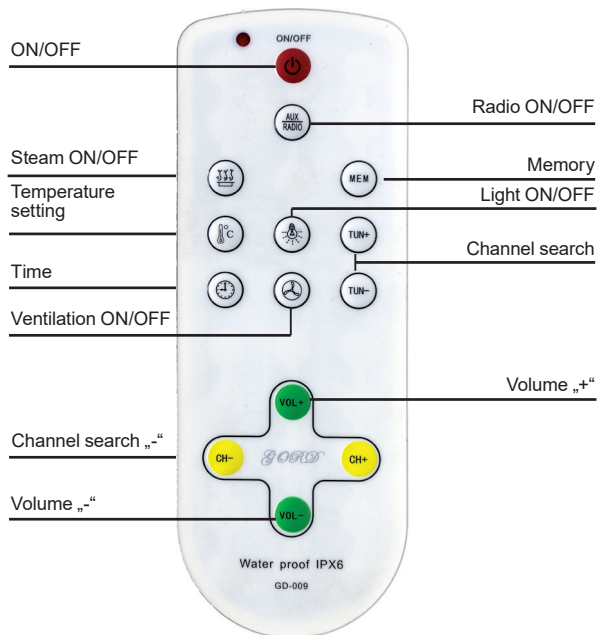 ON/OFF
ON/OFF
AUX
RADIO
Radio ON/OFF
Steam ON/OFF
MEM
Memory
Temperature
setting
°C
TUN+
Light ON/OFF
Channel search
Time
TUN-
Ventilation ON/OFF
VOL+
Volume „+“
Channel search „-“
CH-
GORD
CH+
Volume „-“
VOL-
Water proof IPX6
GD-009